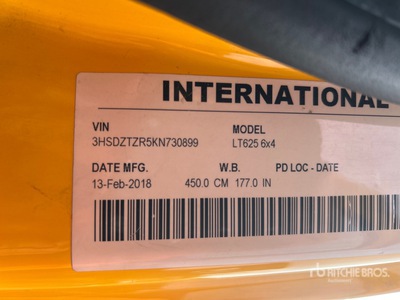 INTERNATIONAL
VIN MODEL
3HSDZTZR5KN730899 LT625 6x4
DATE MFG. W.B. PD LOC - DATE
13-Feb-2018 450.0 CM 177.0 IN
rb RITCHIE BROS.